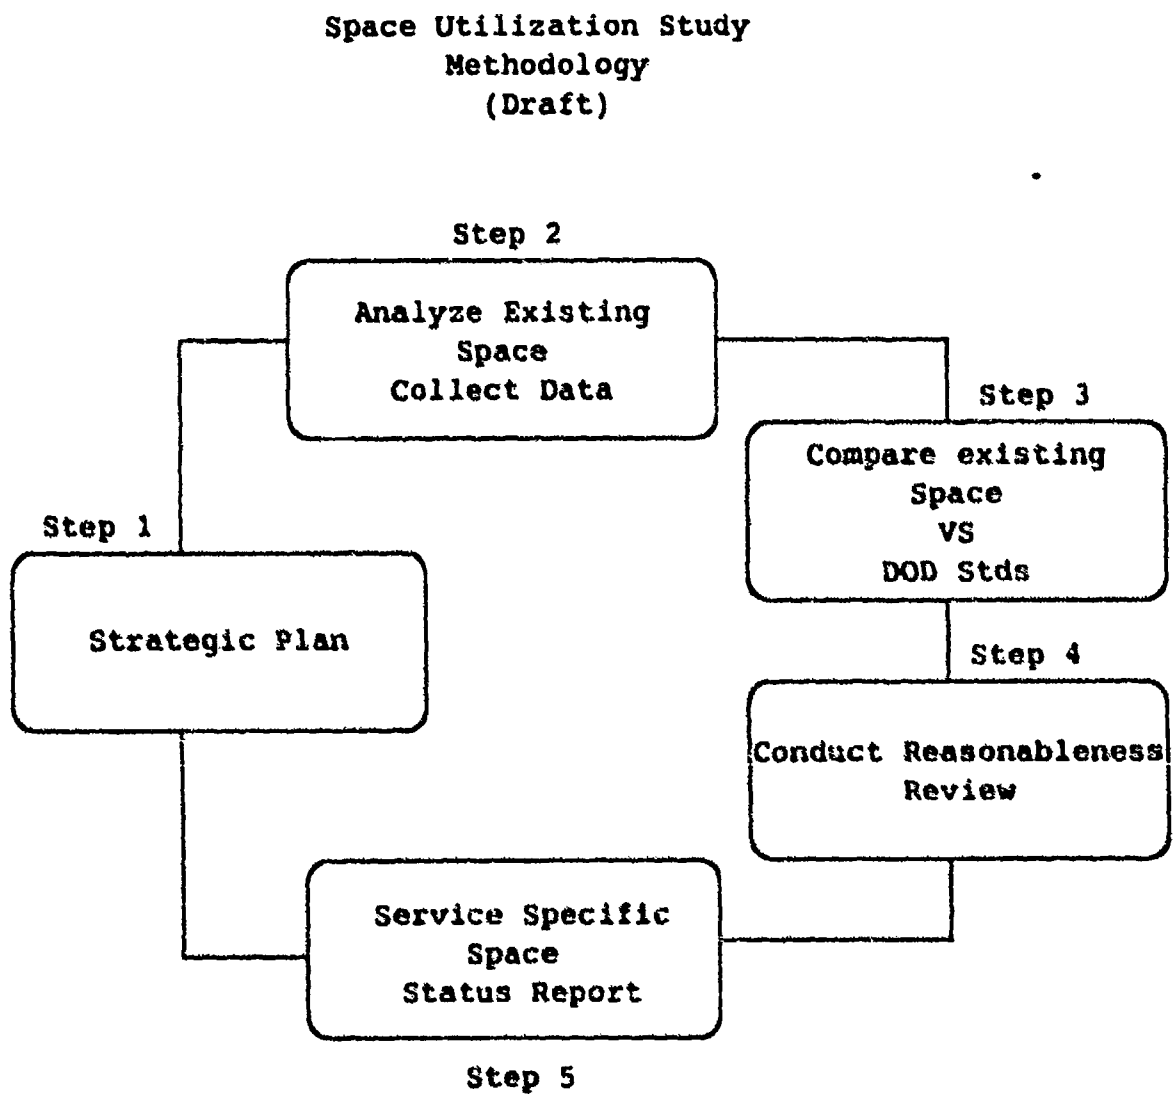 Space Utilization Study
Methodology
(Draft)
Step 2
Analyze Existing
Space
Collect Data
Step 3
Compare existing
Space
VS
DOD Stds
Step 1
Strategic Plan
Step 4
Conduct Reasonableness
Review
Service Specific
Space
Status Report
Step 5